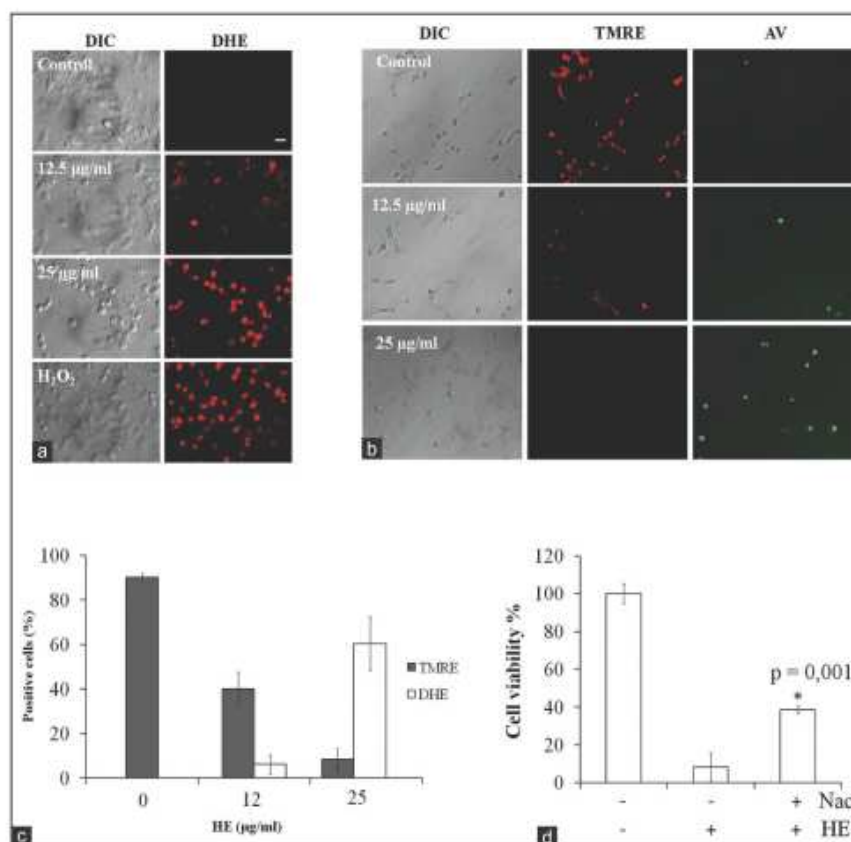 DIC DHE
Control
12.5 µg/ml
25 µg/ml
H₂O₂
a
DIC TMRE AV
Control
12.5 µg/ml
25 µg/ml
b
100
80
60
40
20
0
Positive cells (%)
TMRE
DHE
0 12 25
HE (µg/ml)
c
120
100
80
60
40
20
0
Cell viability %
p = 0,001
*
- - + Nac
- + + HE
d